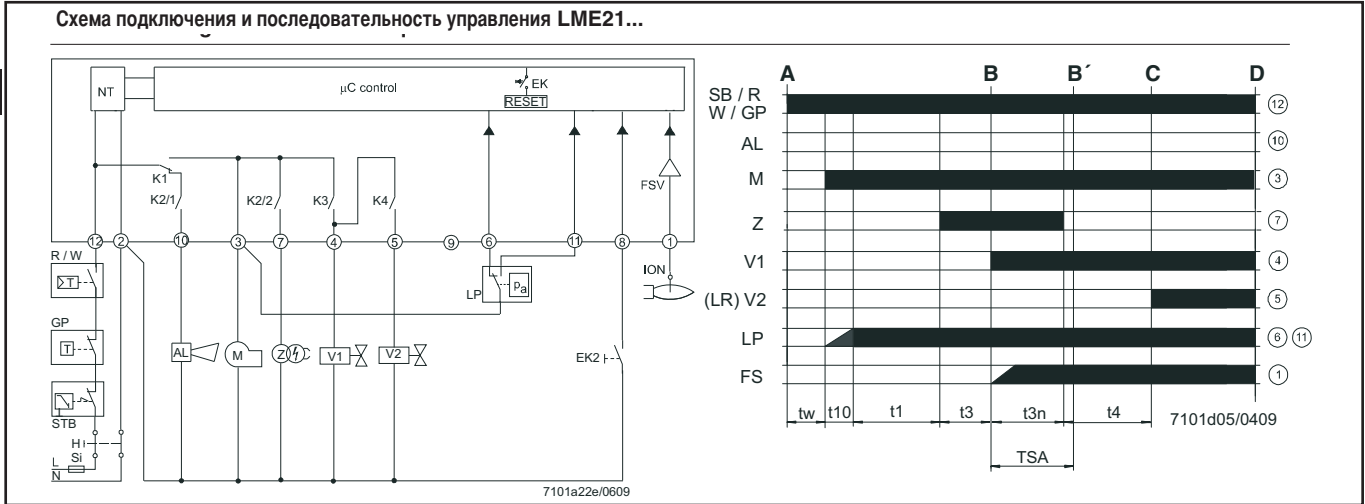 Схема подключения и последовательность управления LME21...
NT
µC control
EK
RESET
K1
K2/1
K2/2
K3
K4
FSV
12
2
10
3
7
4
5
9
6
11
8
1
R / W
T
GP
T
STB
H
Si
L
N
AL
M
Z
V1
V2
LP
pa
ION
EK2
7101a22e/0609
A
B
B´
C
D
SB / R
W / GP
12
AL
10
M
3
Z
7
V1
4
(LR) V2
5
LP
6 11
FS
1
tw t10 t1 t3 t3n t4
7101d05/0409
TSA